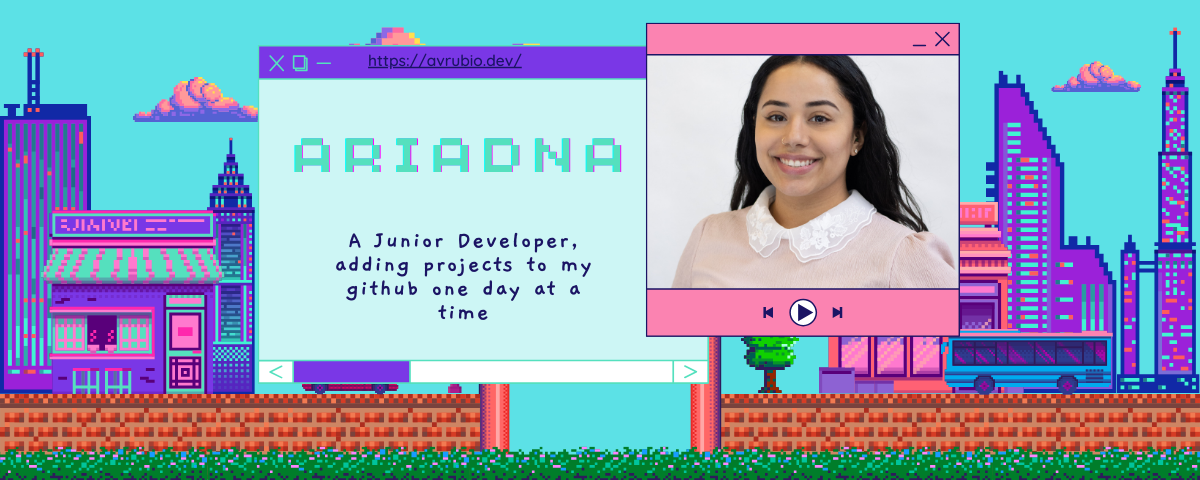 https://avrubio.dev/
ARIADNA
A Junior Developer,
adding projects to my
github one day at a
time